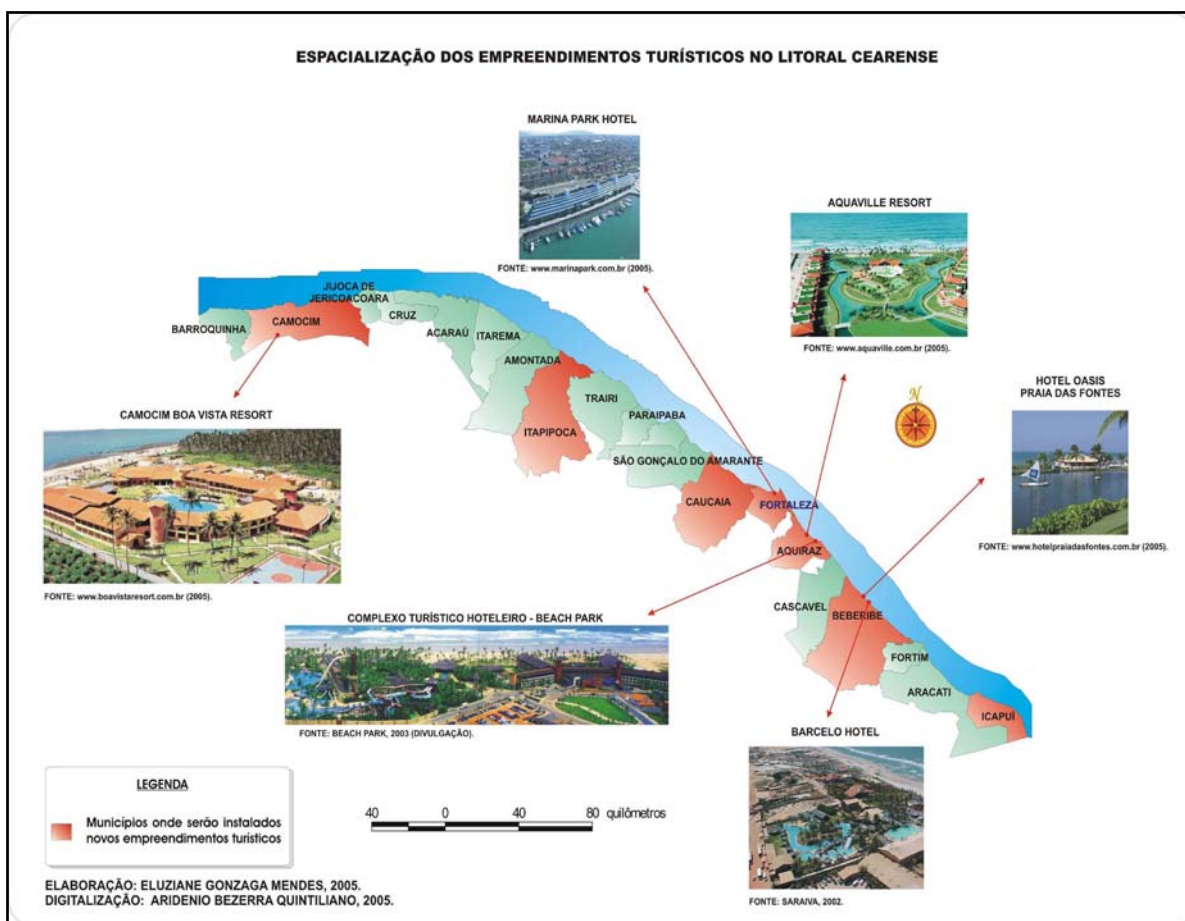 ESPACIALIZAÇÃO DOS EMPREENDIMENTOS TURÍSTICOS NO LITORAL CEARENSE
MARINA PARK HOTEL
FONTE: www.marinapark.com.br (2005).
AQUAVILLE RESORT
FONTE: www.aquaville.com.br (2005).
HOTEL OASIS
PRAIA DAS FONTES
FONTE: www.hotelpraiadasfontes.com.br (2005).
BARROQUINHA
CAMOCIM
JIJOCA DE
JERICOACOARA
CRUZ
ACARAÚ
ITAREMA
AMONTADA
ITAPIPOCA
TRAIRI
PARAIPABA
SÃO GONÇALO DO AMARANTE
CAUCAIA
FORTALEZA
AQUIRAZ
CASCAVEL
BEBERIBE
FORTIM
ARACATI
ICAPUÍ
N
CAMOCIM BOA VISTA RESORT
FONTE: www.boavistaresort.com.br (2005).
COMPLEXO TURÍSTICO HOTELEIRO - BEACH PARK
FONTE: BEACH PARK, 2003 (DIVULGAÇÃO).
BARCELO HOTEL
FONTE: SARAIVA, 2002.
LEGENDA
Municípios onde serão instalados
novos empreendimentos turísticos
40 0 40 80 quilômetros
ELABORAÇÃO: ELUZIANE GONZAGA MENDES, 2005.
DIGITALIZAÇÃO: ARIDENIO BEZERRA QUINTILIANO, 2005.